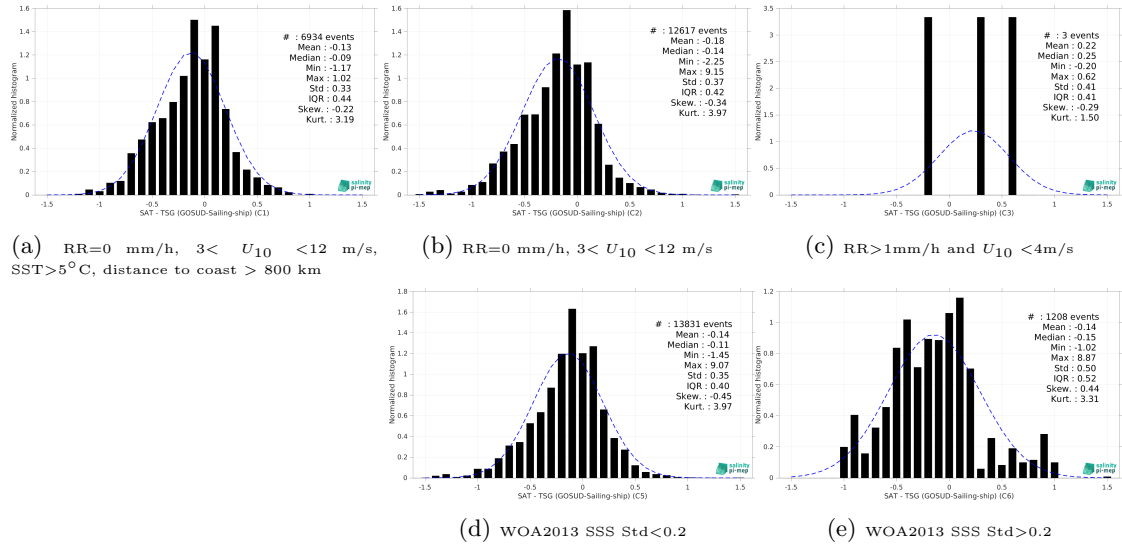 1.6
1.4
1.2
1
0.8
0.6
0.4
0.2
0
Normalized histogram
# : 6934 events
Mean : -0.13
Median : -0.09
Min : -1.17
Max : 1.02
Std : 0.33
IQR : 0.44
Skew. : -0.22
Kurt. : 3.19
salinity
pi-mep
-1.5 -1 -0.5 0 0.5 1 1.5
SAT - TSG (GOSUD-Sailing-ship) (C1)
(a) RR=0 mm/h, 3< U10 <12 m/s,
SST>5°C, distance to coast > 800 km
1.6
1.4
1.2
1
0.8
0.6
0.4
0.2
0
Normalized histogram
# : 12617 events
Mean : -0.18
Median : -0.14
Min : -2.25
Max : 9.15
Std : 0.37
IQR : 0.42
Skew. : -0.34
Kurt. : 3.97
salinity
pi-mep
-1.5 -1 -0.5 0 0.5 1 1.5
SAT - TSG (GOSUD-Sailing-ship) (C2)
(b) RR=0 mm/h, 3< U10 <12 m/s
3.5
3
2.5
2
1.5
1
0.5
0
Normalized histogram
# : 3 events
Mean : 0.22
Median : 0.25
Min : -0.20
Max : 0.62
Std : 0.41
IQR : 0.41
Skew. : -0.29
Kurt. : 1.50
salinity
pi-mep
-1.5 -1 -0.5 0 0.5 1 1.5
SAT - TSG (GOSUD-Sailing-ship) (C3)
(c) RR>1mm/h and U10 <4m/s
1.8
1.6
1.4
1.2
1
0.8
0.6
0.4
0.2
0
Normalized histogram
# : 13831 events
Mean : -0.14
Median : -0.11
Min : -1.45
Max : 9.07
Std : 0.35
IQR : 0.40
Skew. : -0.45
Kurt. : 3.97
salinity
pi-mep
-1.5 -1 -0.5 0 0.5 1 1.5
SAT - TSG (GOSUD-Sailing-ship) (C5)
(d) WOA2013 SSS Std<0.2
1.2
1
0.8
0.6
0.4
0.2
0
Normalized histogram
# : 1208 events
Mean : -0.14
Median : -0.15
Min : -1.02
Max : 8.87
Std : 0.50
IQR : 0.52
Skew. : 0.44
Kurt. : 3.31
salinity
pi-mep
-1.5 -1 -0.5 0 0.5 1 1.5
SAT - TSG (GOSUD-Sailing-ship) (C6)
(e) WOA2013 SSS Std>0.2